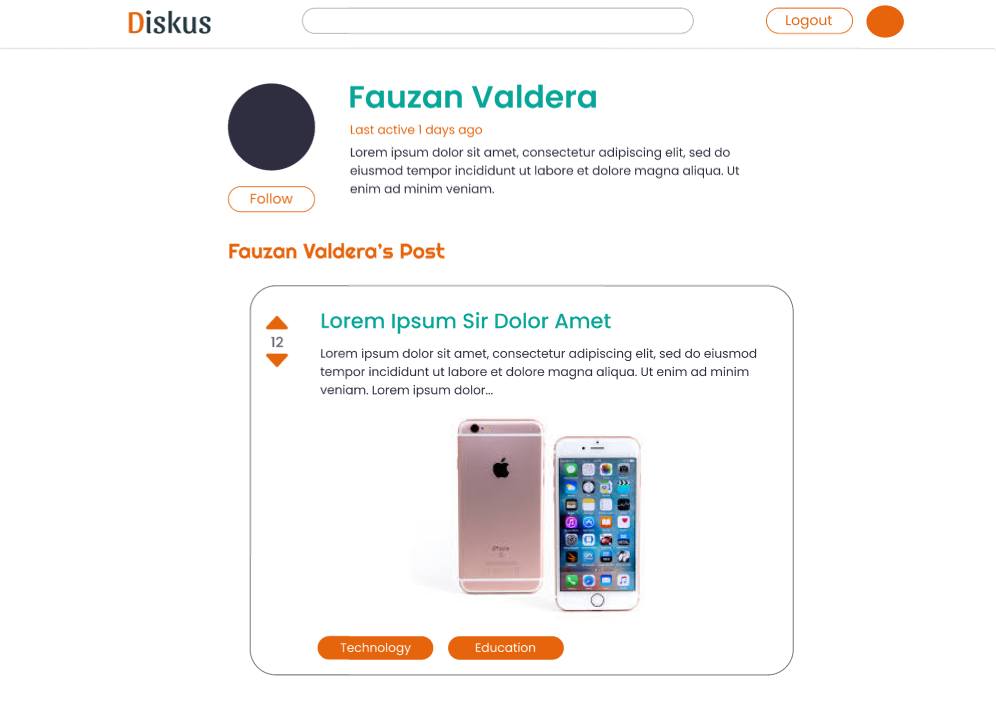 Diskus
Logout
Fauzan Valdera
Last active 1 days ago
Lorem ipsum dolor sit amet, consectetur adipiscing elit, sed do
eiusmod tempor incididunt ut labore et dolore magna aliqua. Ut
enim ad minim veniam.
Follow
Fauzan Valdera's Post
Lorem Ipsum Sir Dolor Amet
12
Lorem ipsum dolor sit amet, consectetur adipiscing elit, sed do eiusmod
tempor incididunt ut labore et dolore magna aliqua. Ut enim ad minim
veniam. Lorem ipsum dolor...
iPhone
Technology
Education